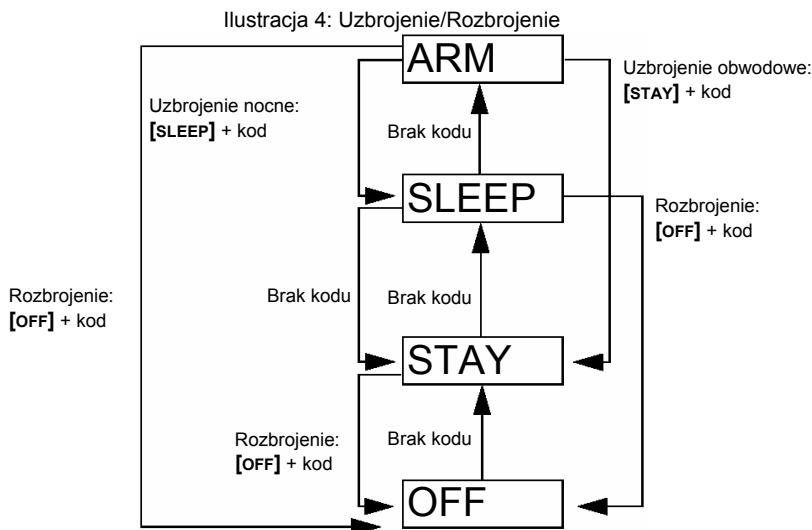 Ilustracja 4: Uzbrojenie/Rozbrojenie
ARM
Uzbrojenie obwodowe:
[STAY] + kod
Uzbrojenie nocne:
[SLEEP] + kod
Brak kodu
SLEEP
Rozbrojenie:
[OFF] + kod
Rozbrojenie:
[OFF] + kod
Brak kodu
Brak kodu
STAY
Rozbrojenie:
[OFF] + kod
Brak kodu
OFF